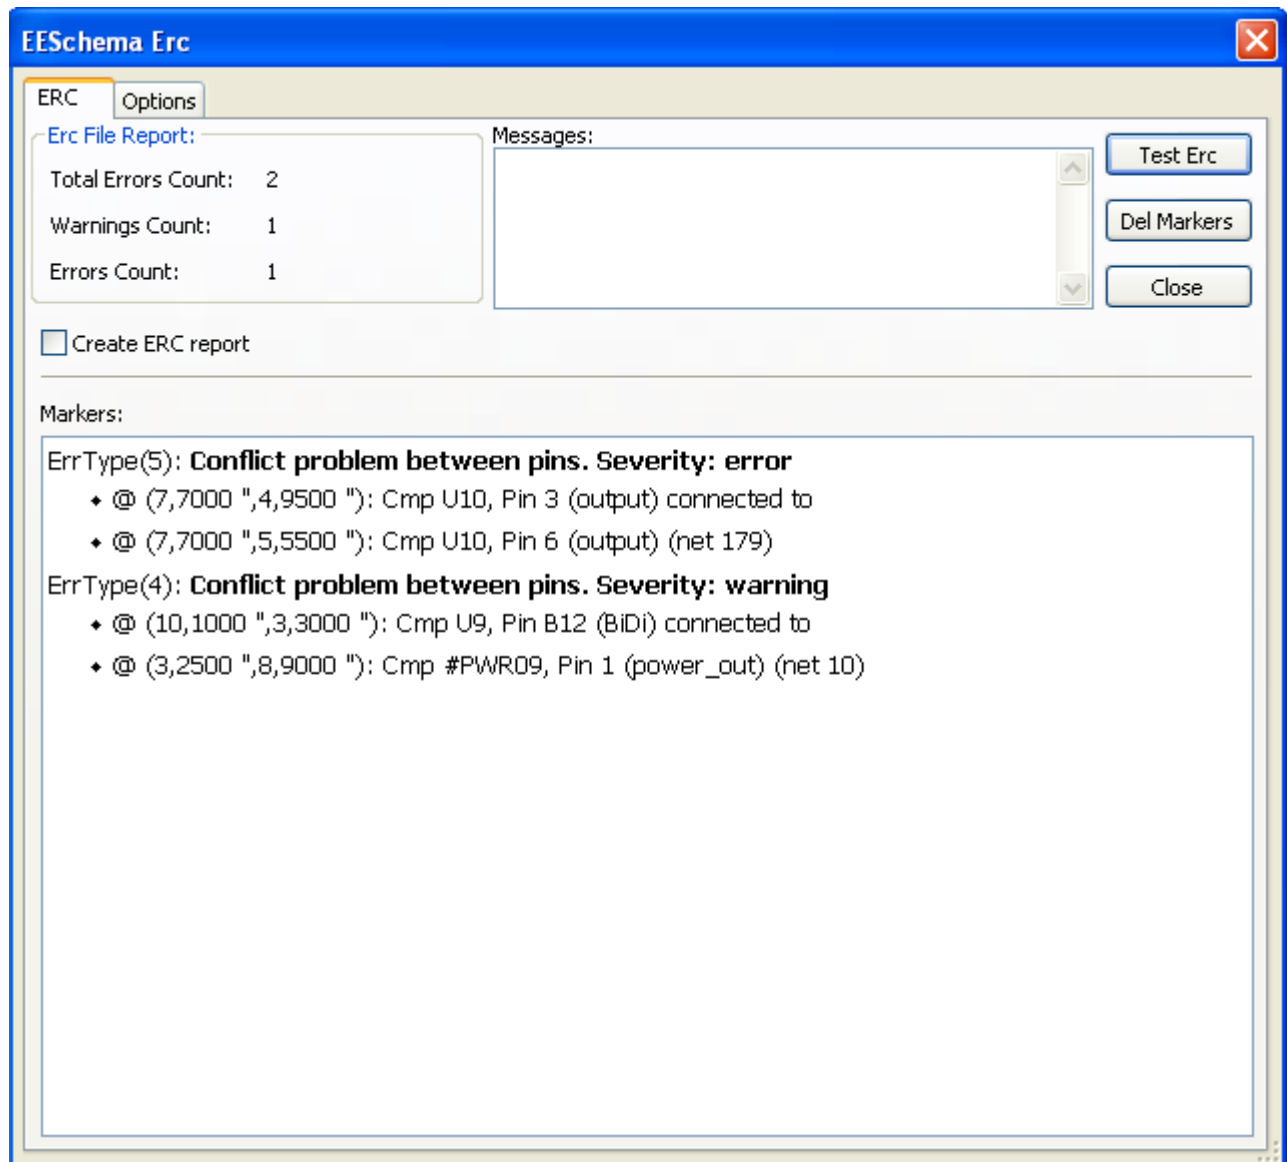 EESchema Erc
ERC
Options
Erc File Report:
Total Errors Count: 2
Warnings Count: 1
Errors Count: 1
Messages:
Test Erc
Del Markers
Close
Create ERC report
Markers:
ErrType(5): Conflict problem between pins. Severity: error
@ (7,7000 ",4,9500 "): Cmp U10, Pin 3 (output) connected to
@ (7,7000 ",5,5500 "): Cmp U10, Pin 6 (output) (net 179)
ErrType(4): Conflict problem between pins. Severity: warning
@ (10,1000 ",3,3000 "): Cmp U9, Pin B12 (BiDi) connected to
@ (3,2500 ",8,9000 "): Cmp #PWR09, Pin 1 (power_out) (net 10)